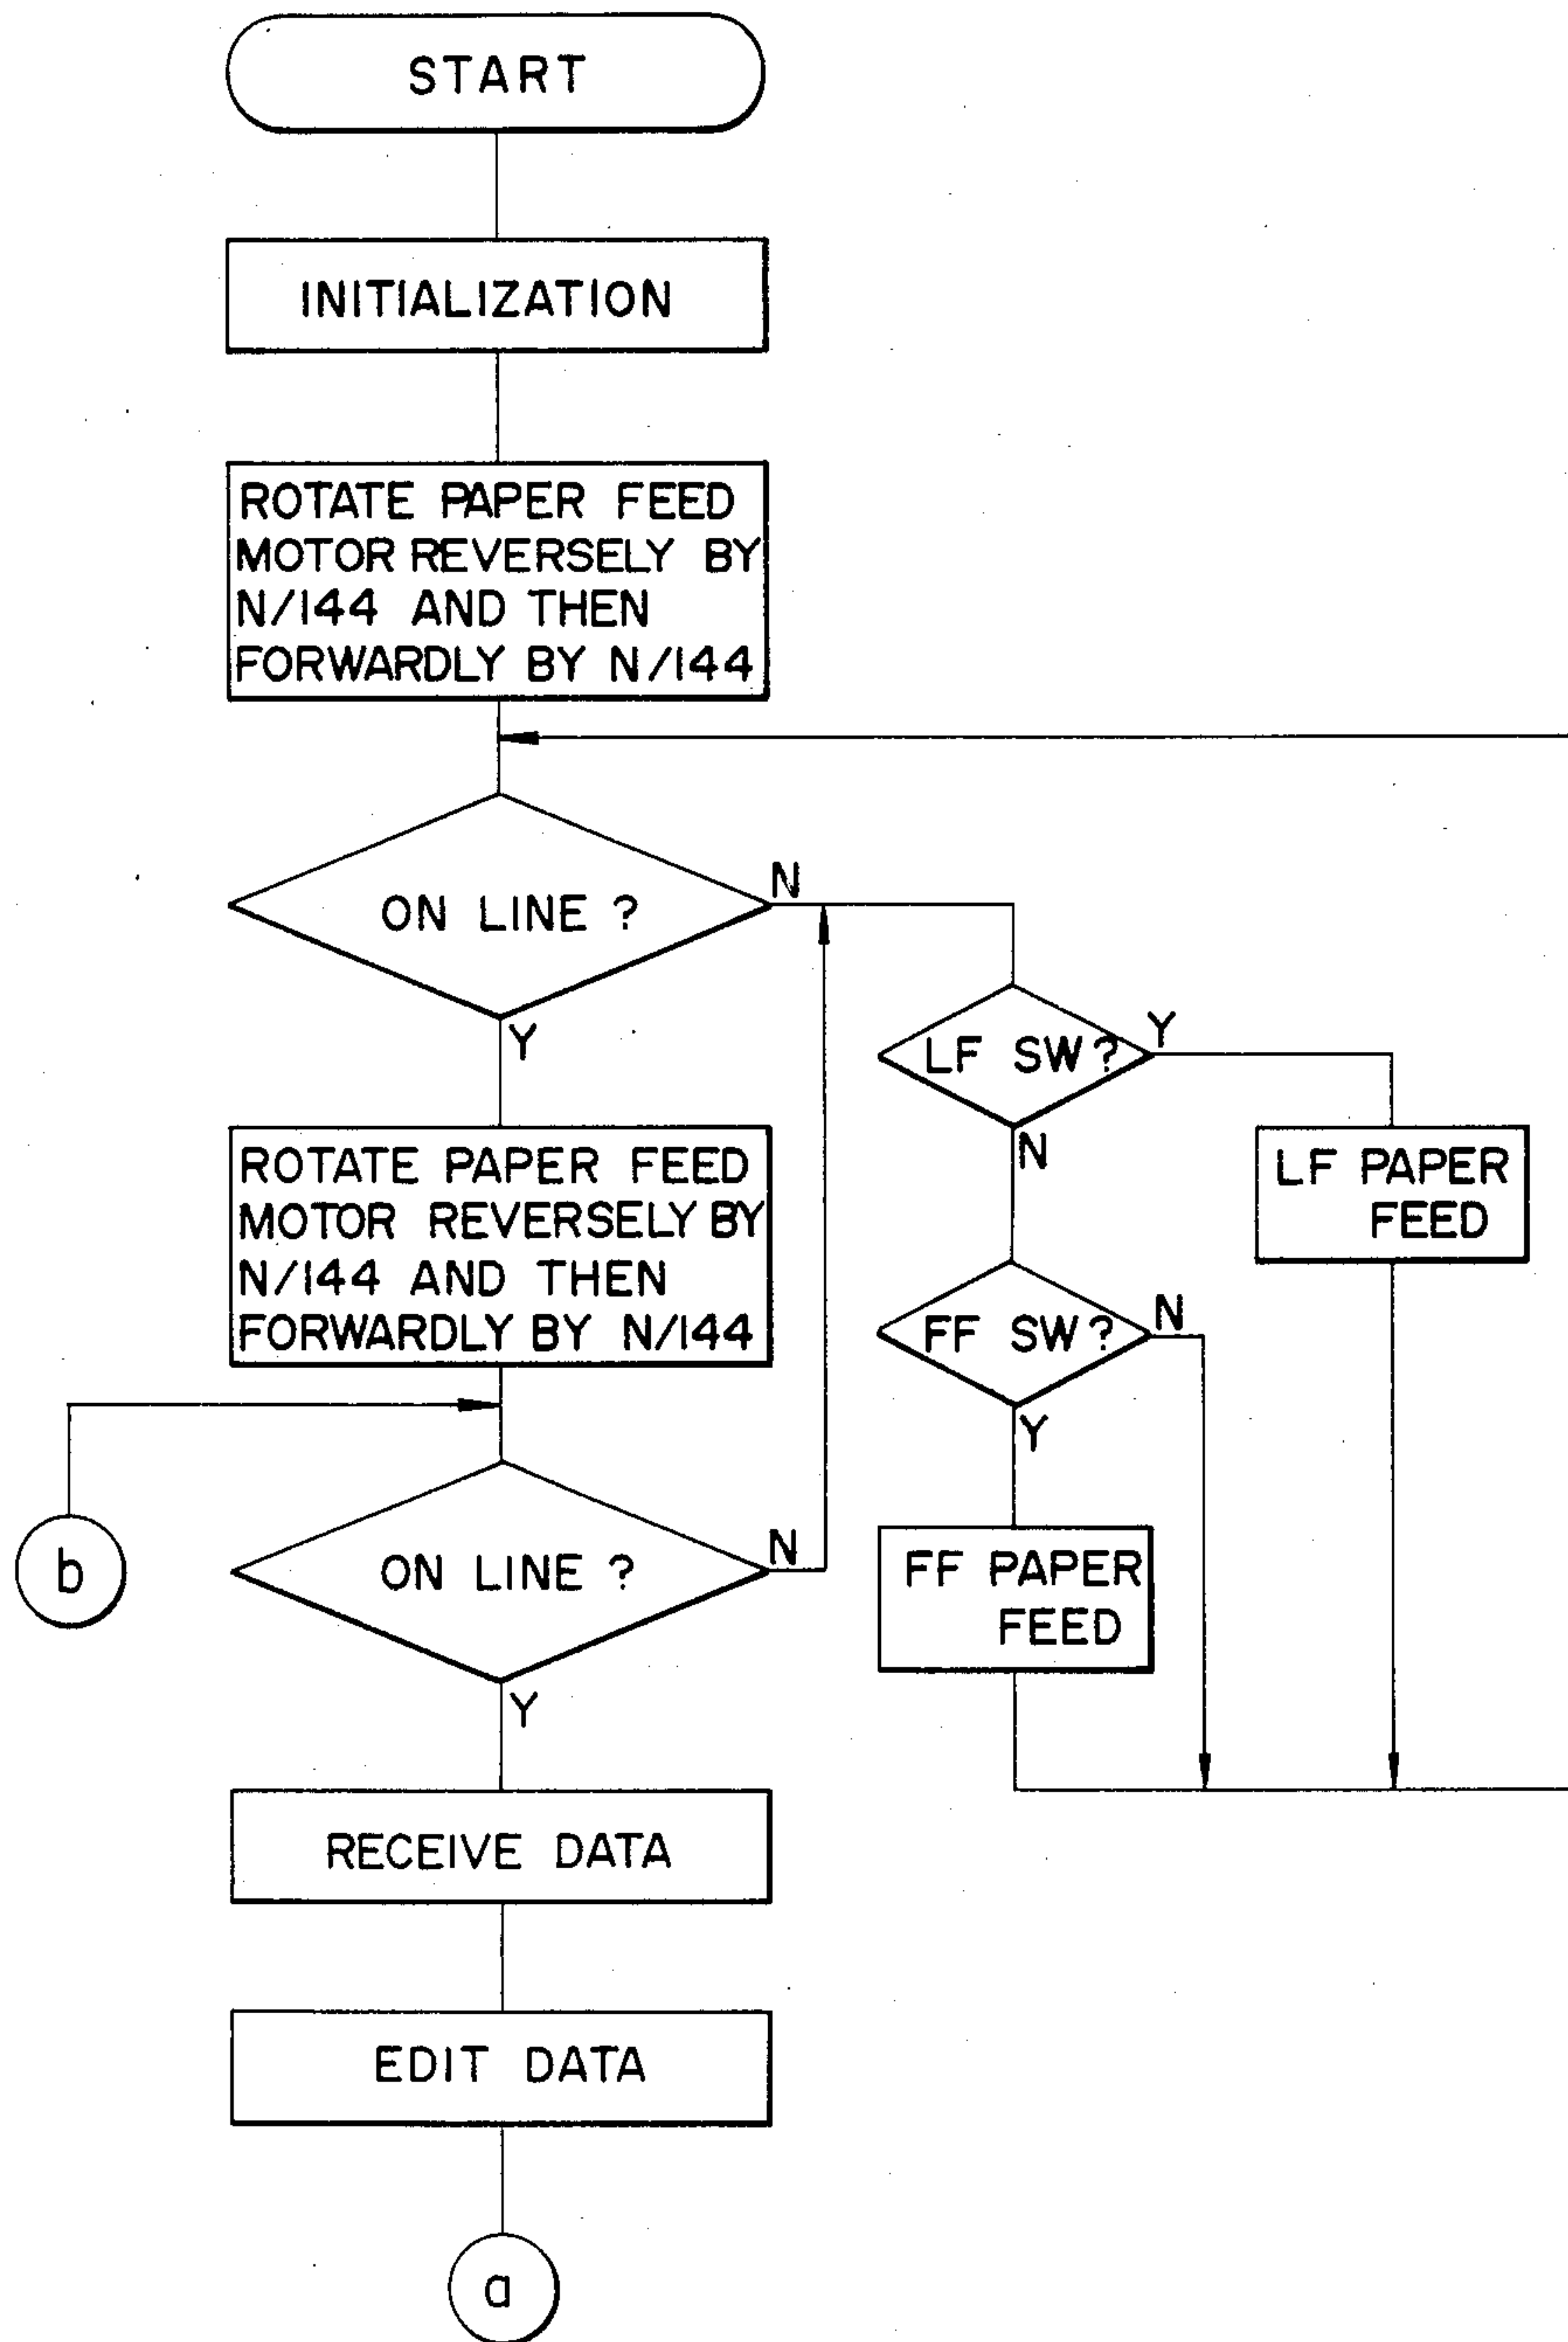 START
INITIALIZATION
ROTATE PAPER FEED
MOTOR REVERSELY BY
N/144 AND THEN
FORWARDLY BY N/144
ON LINE ?
N
Y
LF SW?
Y
N
LF PAPER
FEED
ROTATE PAPER FEED
MOTOR REVERSELY BY
N/144 AND THEN
FORWARDLY BY N/144
FF SW?
N
Y
FF PAPER
FEED
b
ON LINE ?
N
Y
RECEIVE DATA
EDIT DATA
a